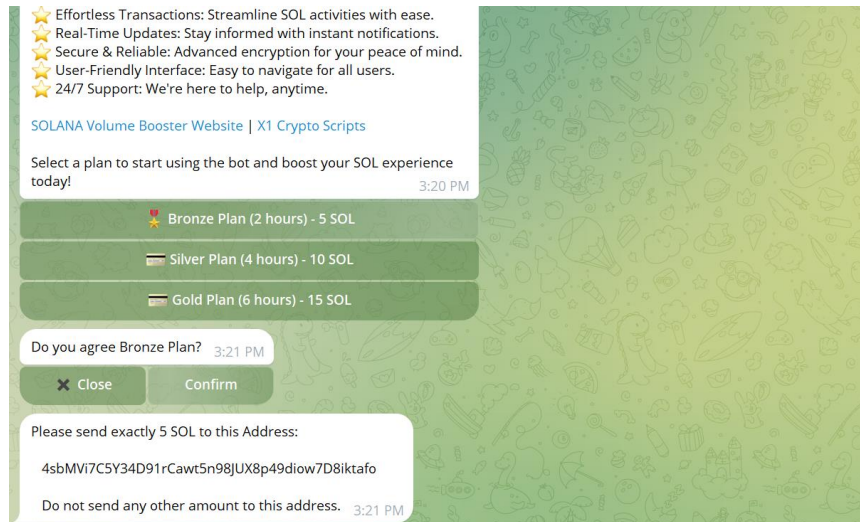 ⭐ Effortless Transactions: Streamline SOL activities with ease.
⭐ Real-Time Updates: Stay informed with instant notifications.
⭐ Secure & Reliable: Advanced encryption for your peace of mind.
⭐ User-Friendly Interface: Easy to navigate for all users.
⭐ 24/7 Support: We're here to help, anytime.
SOLANA Volume Booster Website | X1 Crypto Scripts
Select a plan to start using the bot and boost your SOL experience
today!
3:20 PM
🎖 Bronze Plan (2 hours) - 5 SOL
💳 Silver Plan (4 hours) - 10 SOL
💳 Gold Plan (6 hours) - 15 SOL
Do you agree Bronze Plan? 3:21 PM
✖ Close
Confirm
Please send exactly 5 SOL to this Address:
4sbMVi7C5Y34D91rCawt5n98JUX8p49diow7D8iktafo
Do not send any other amount to this address. 3:21 PM